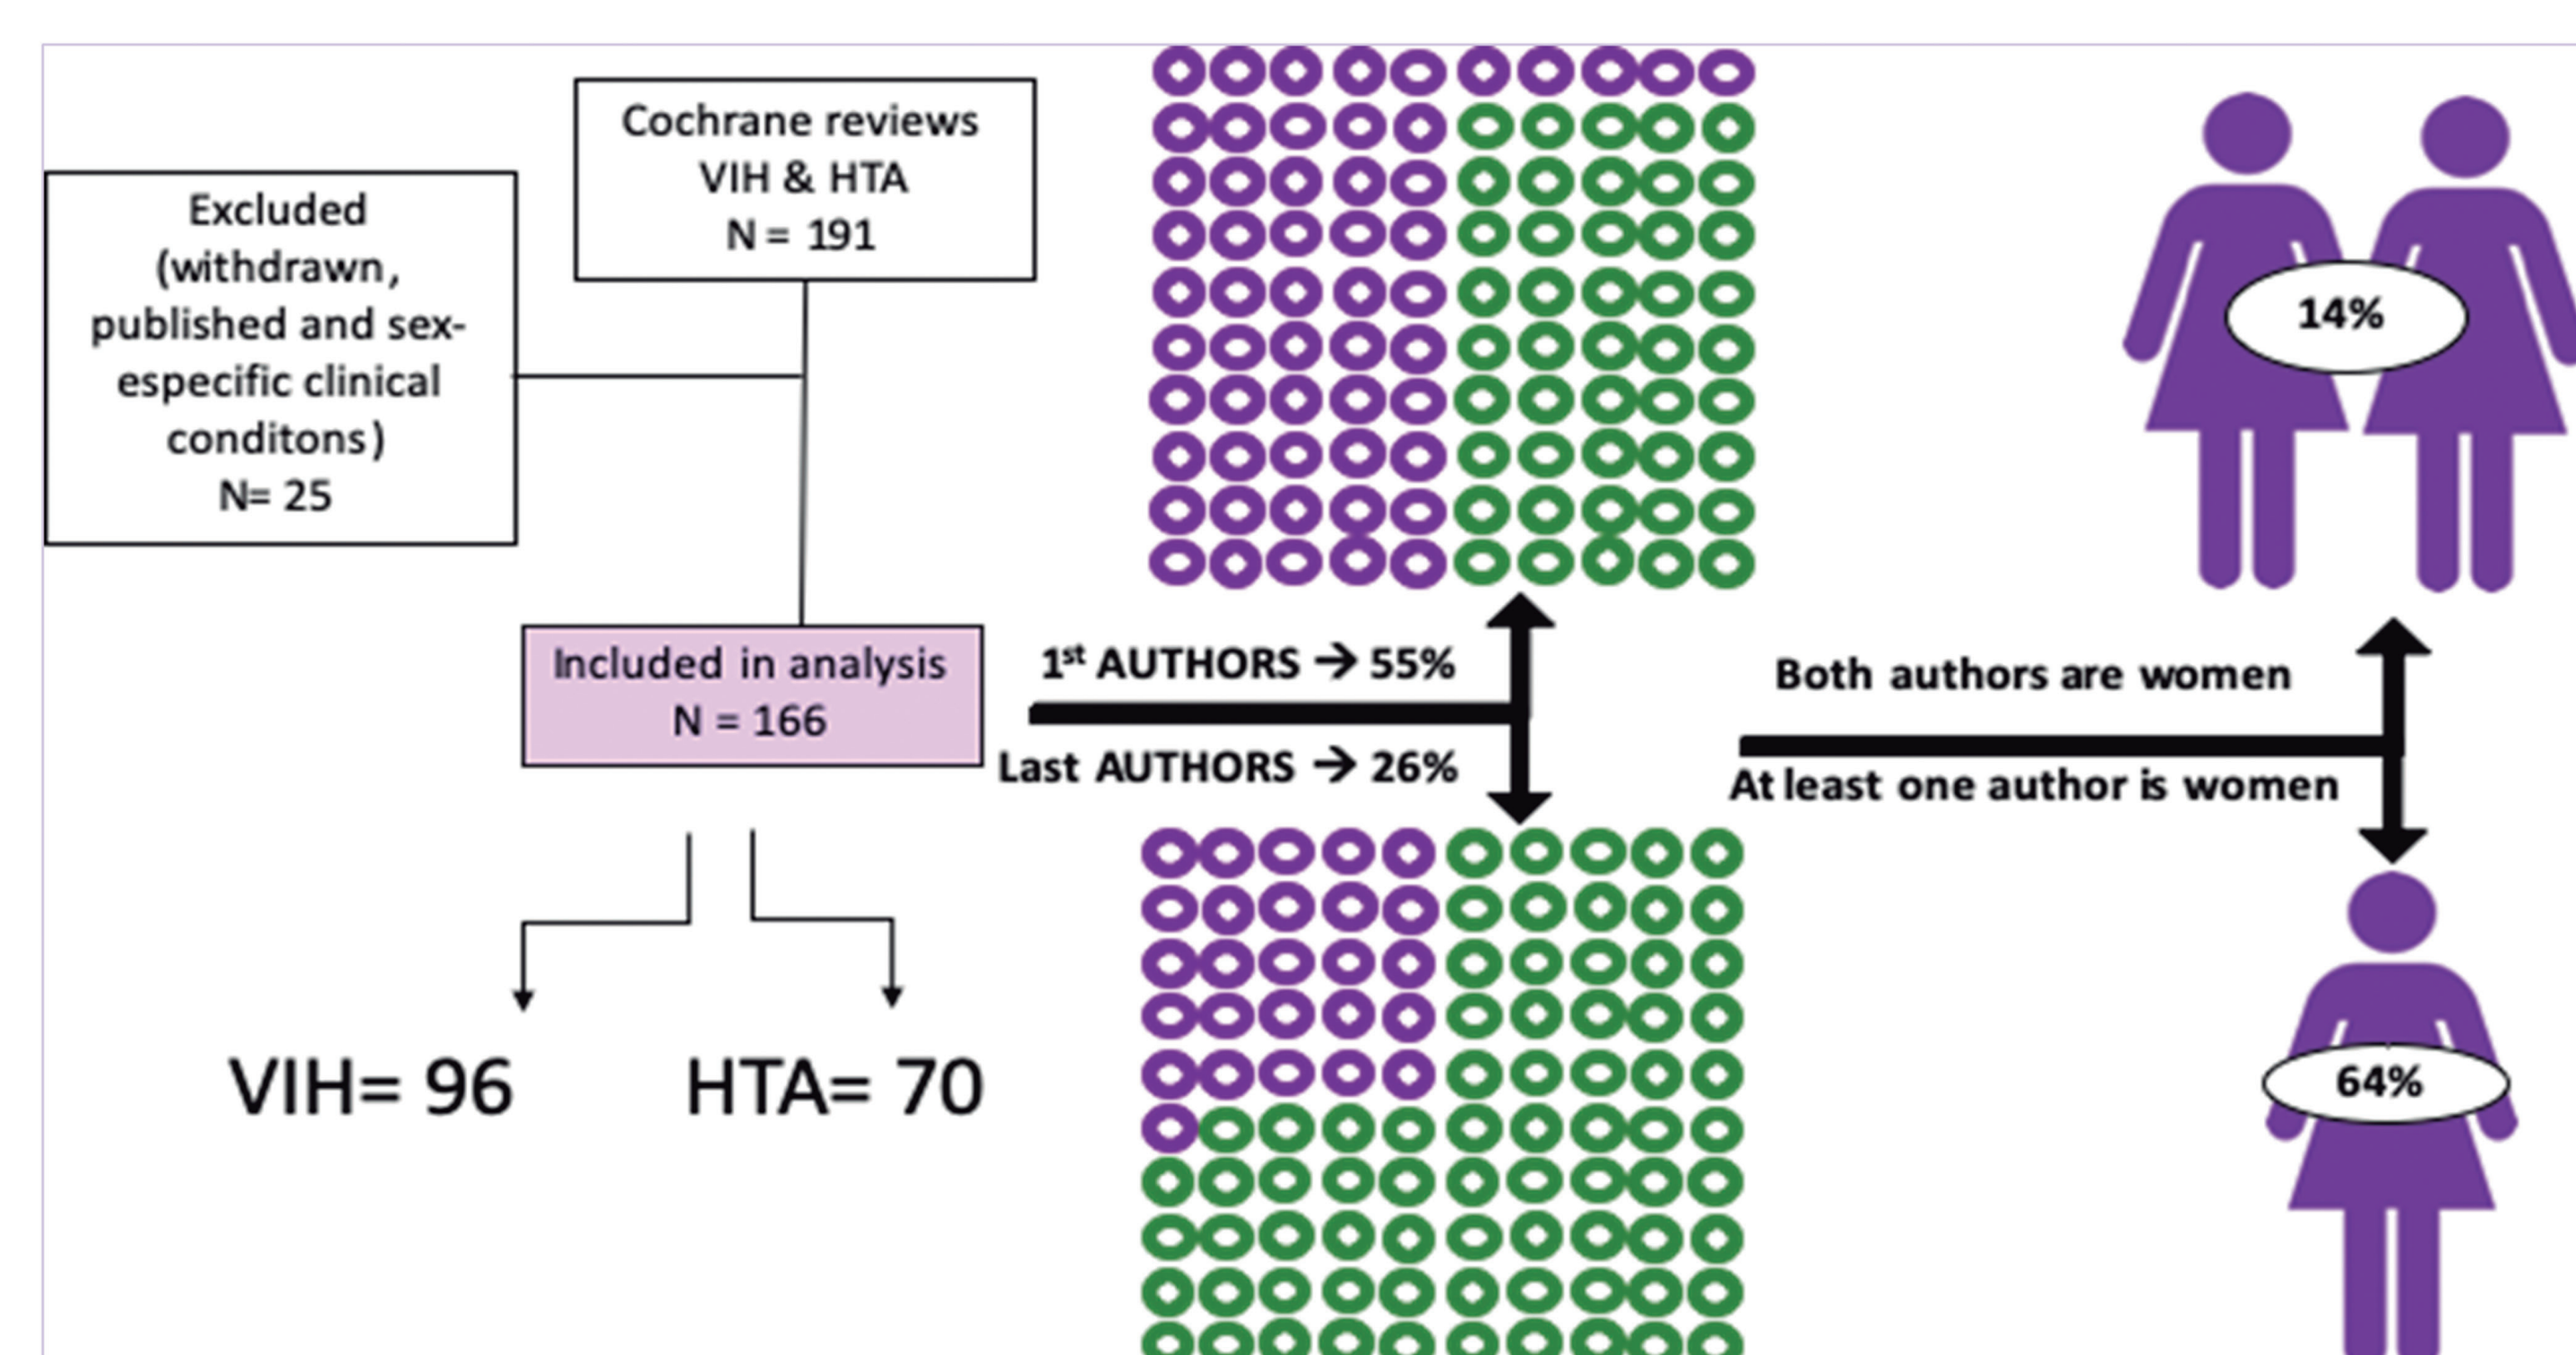 Cochrane reviews
VIH & HTA
N = 191
Excluded
(withdrawn,
published and sex-
especific clinical
conditons)
N= 25
Included in analysis
N = 166
VIH= 96
HTA= 70
1st AUTHORS → 55%
Last AUTHORS → 26%
Both authors are women
At least one author is women
14%
64%